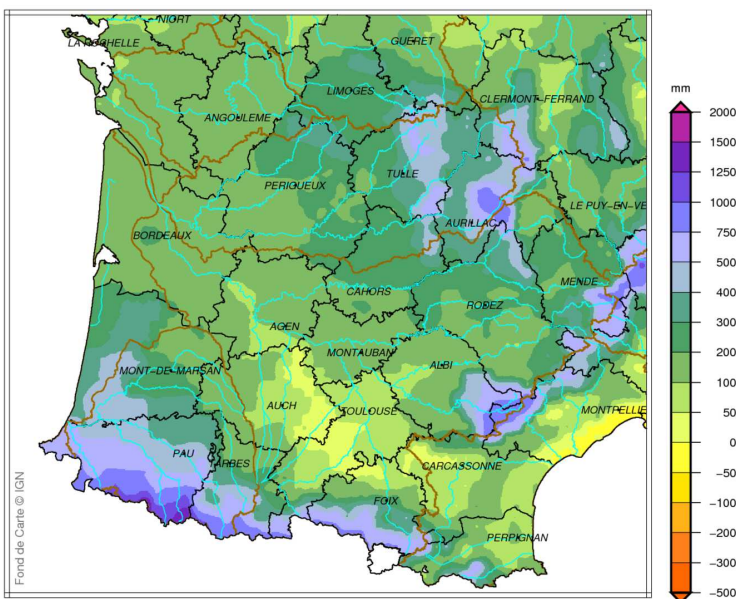 NIORT
LA ROCHELLE
GUERET
mm
LIMOGES
CLERMONT-FERRAND
2000
ANGOULEME
1500
1250
TULLE
1000
PERIGUEUX
750
LE PUY-EN-VE
AURILLAC
500
BORDEAUX
400
MENDE
300
CAHORS
RODEZ
200
AGEN
100
MONTAUBAN
ALBI
50
MONT-DE-MARSAN
AUCH
TOULOUSE
MONTPELLIE
0
PAU
TARBES
CARCASSONNE
-50
FOIX
-100
PERPIGNAN
-200
-300
-500
Fond de Carte © IGN